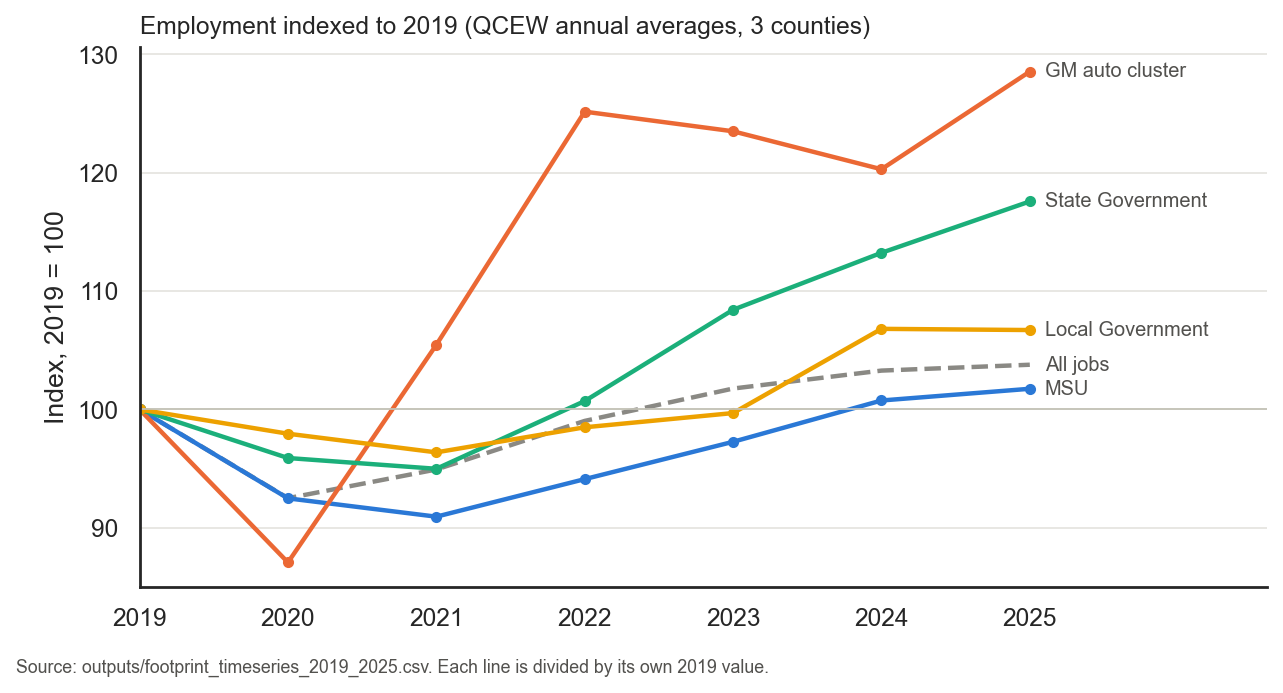 Employment indexed to 2019 (QCEW annual averages, 3 counties)
Index, 2019 = 100
130
120
110
100
90
GM auto cluster
State Government
Local Government
All jobs
MSU
2019 2020 2021 2022 2023 2024 2025
Source: outputs/footprint_timeseries_2019_2025.csv. Each line is divided by its own 2019 value.